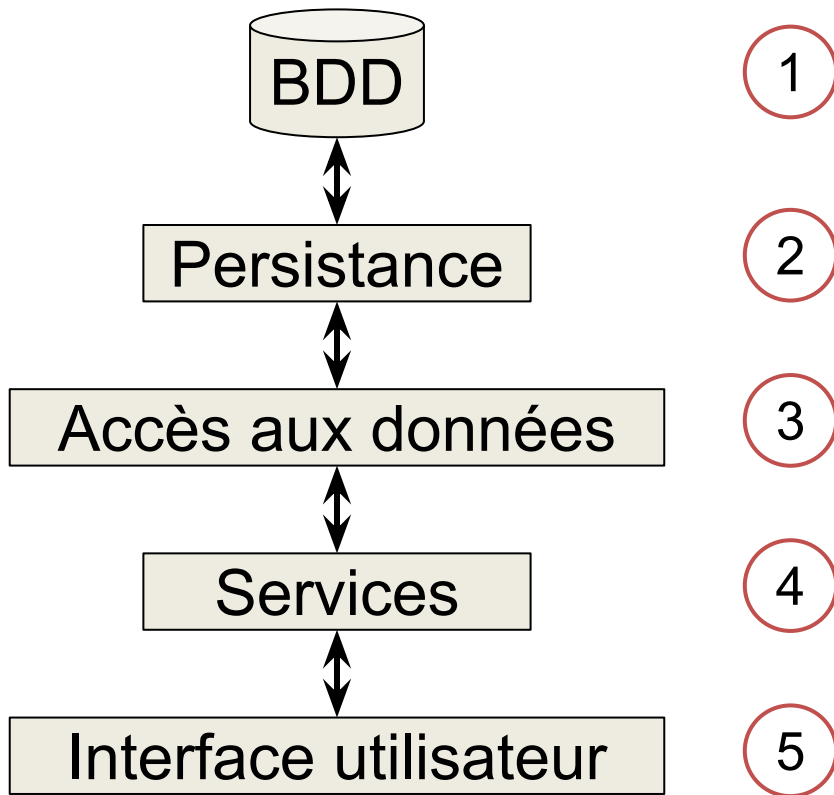 BDD
1
Persistance
2
Accès aux données
3
Services
4
Interface utilisateur
5